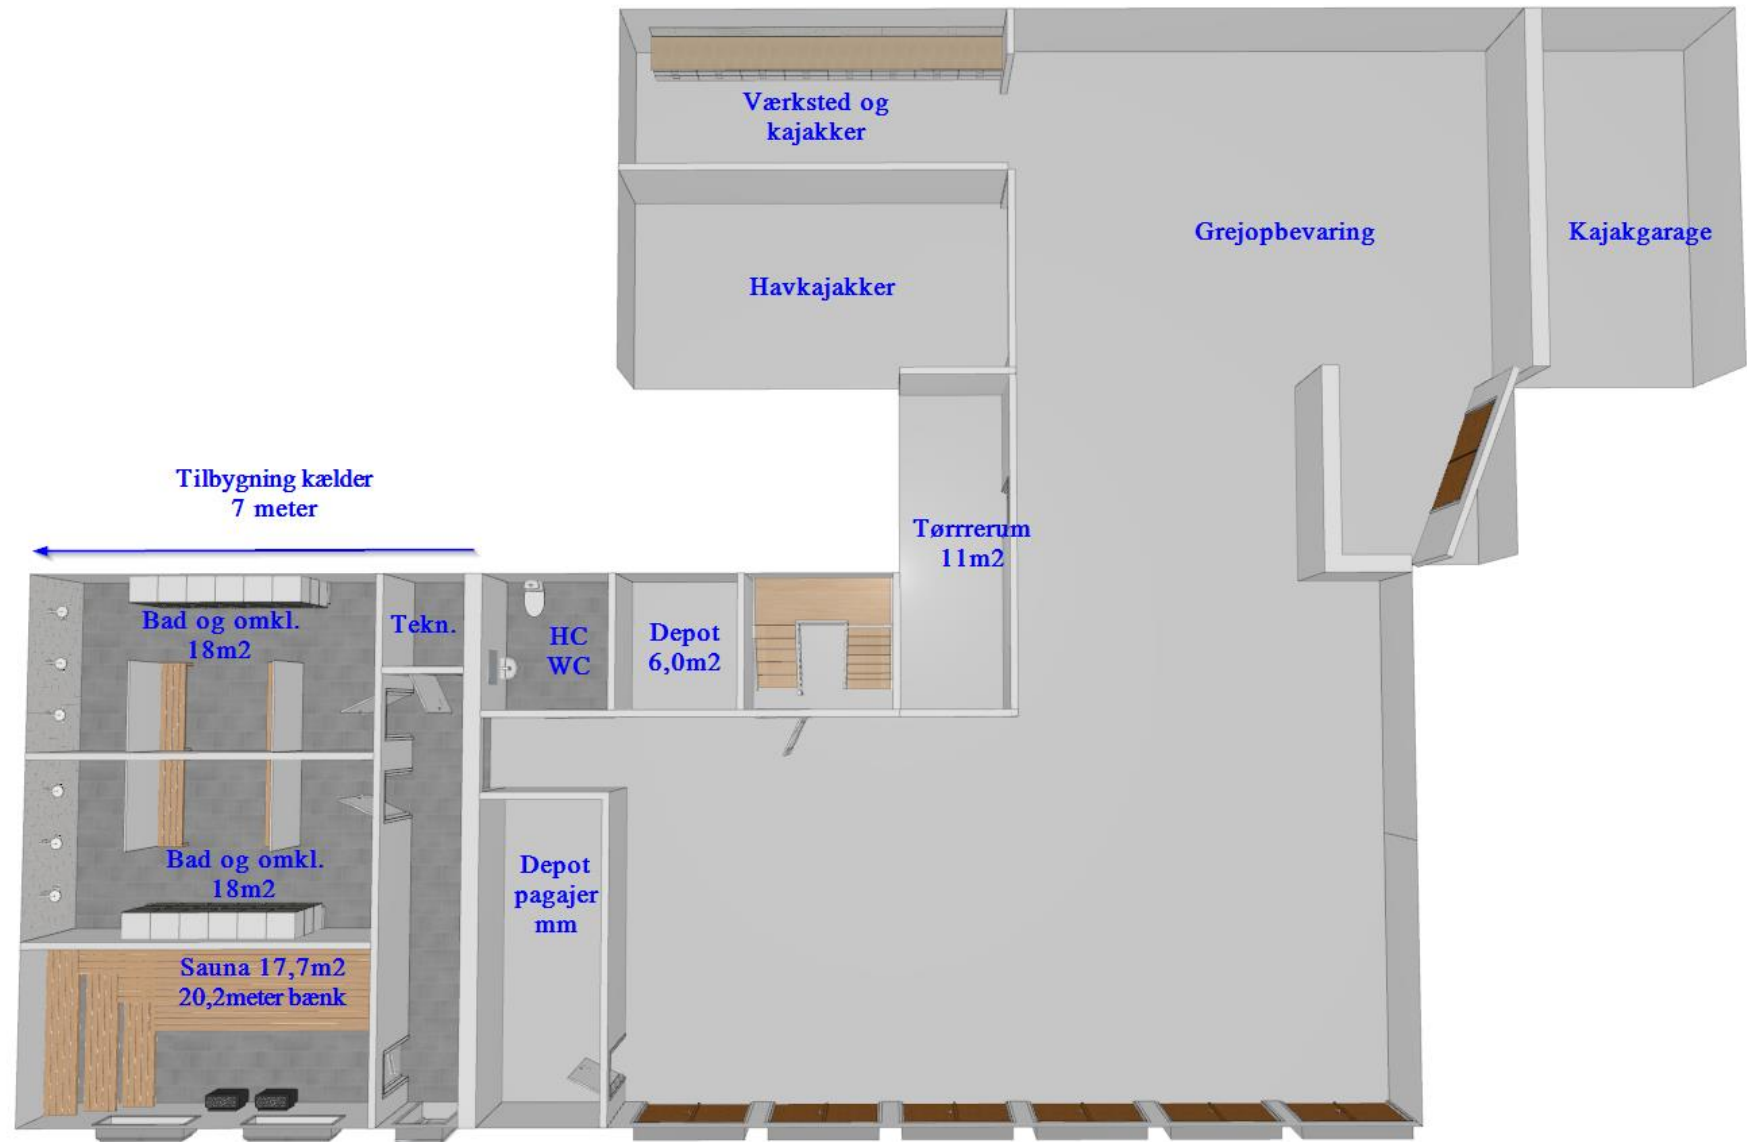 Værksted og
kajakker
Grejopbevaring
Kajakgarage
Havkajakker
Tilbygning kælder
7 meter
Tørrrerum
11m2
Bad og omkl.
18m2
Tekn.
HC
WC
Depot
6,0m2
Bad og omkl.
18m2
Depot
pagajer
mm
Sauna 17,7m2
20,2meter bænk